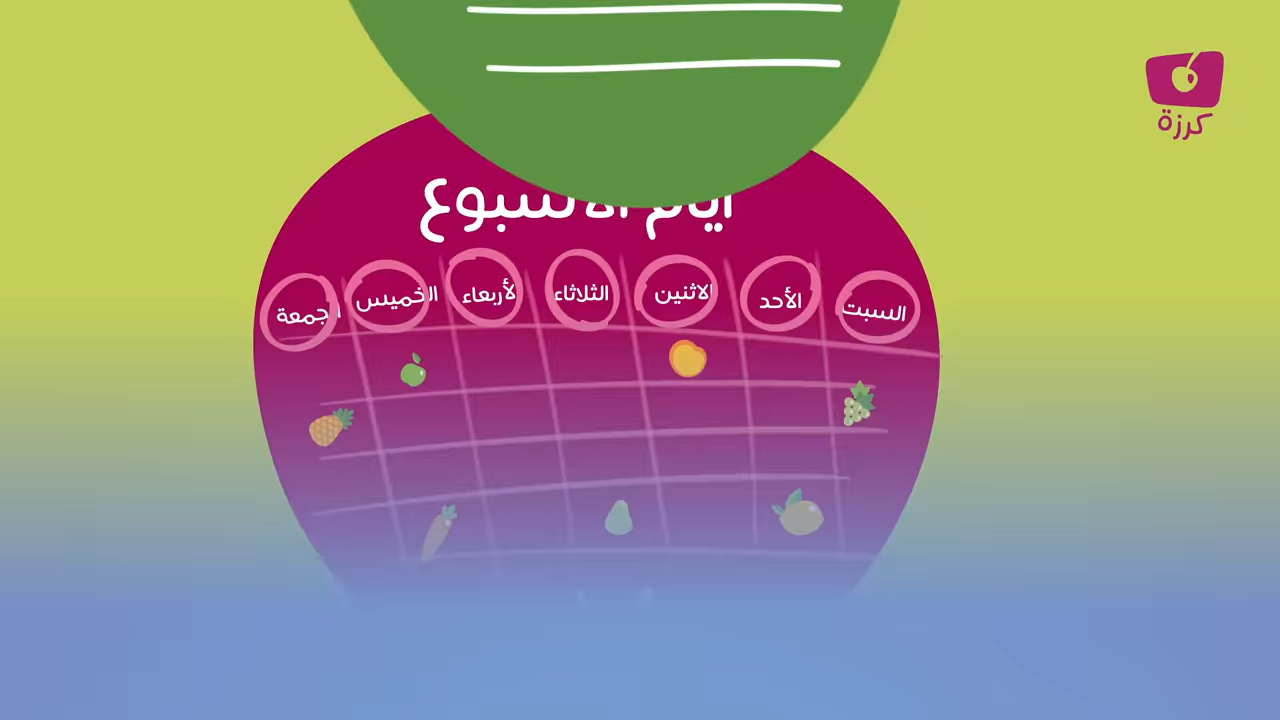 كرزة
أيام الأسبوع
السبت الأحد الاثنين الثلاثاء الأربعاء الخميس الجمعة